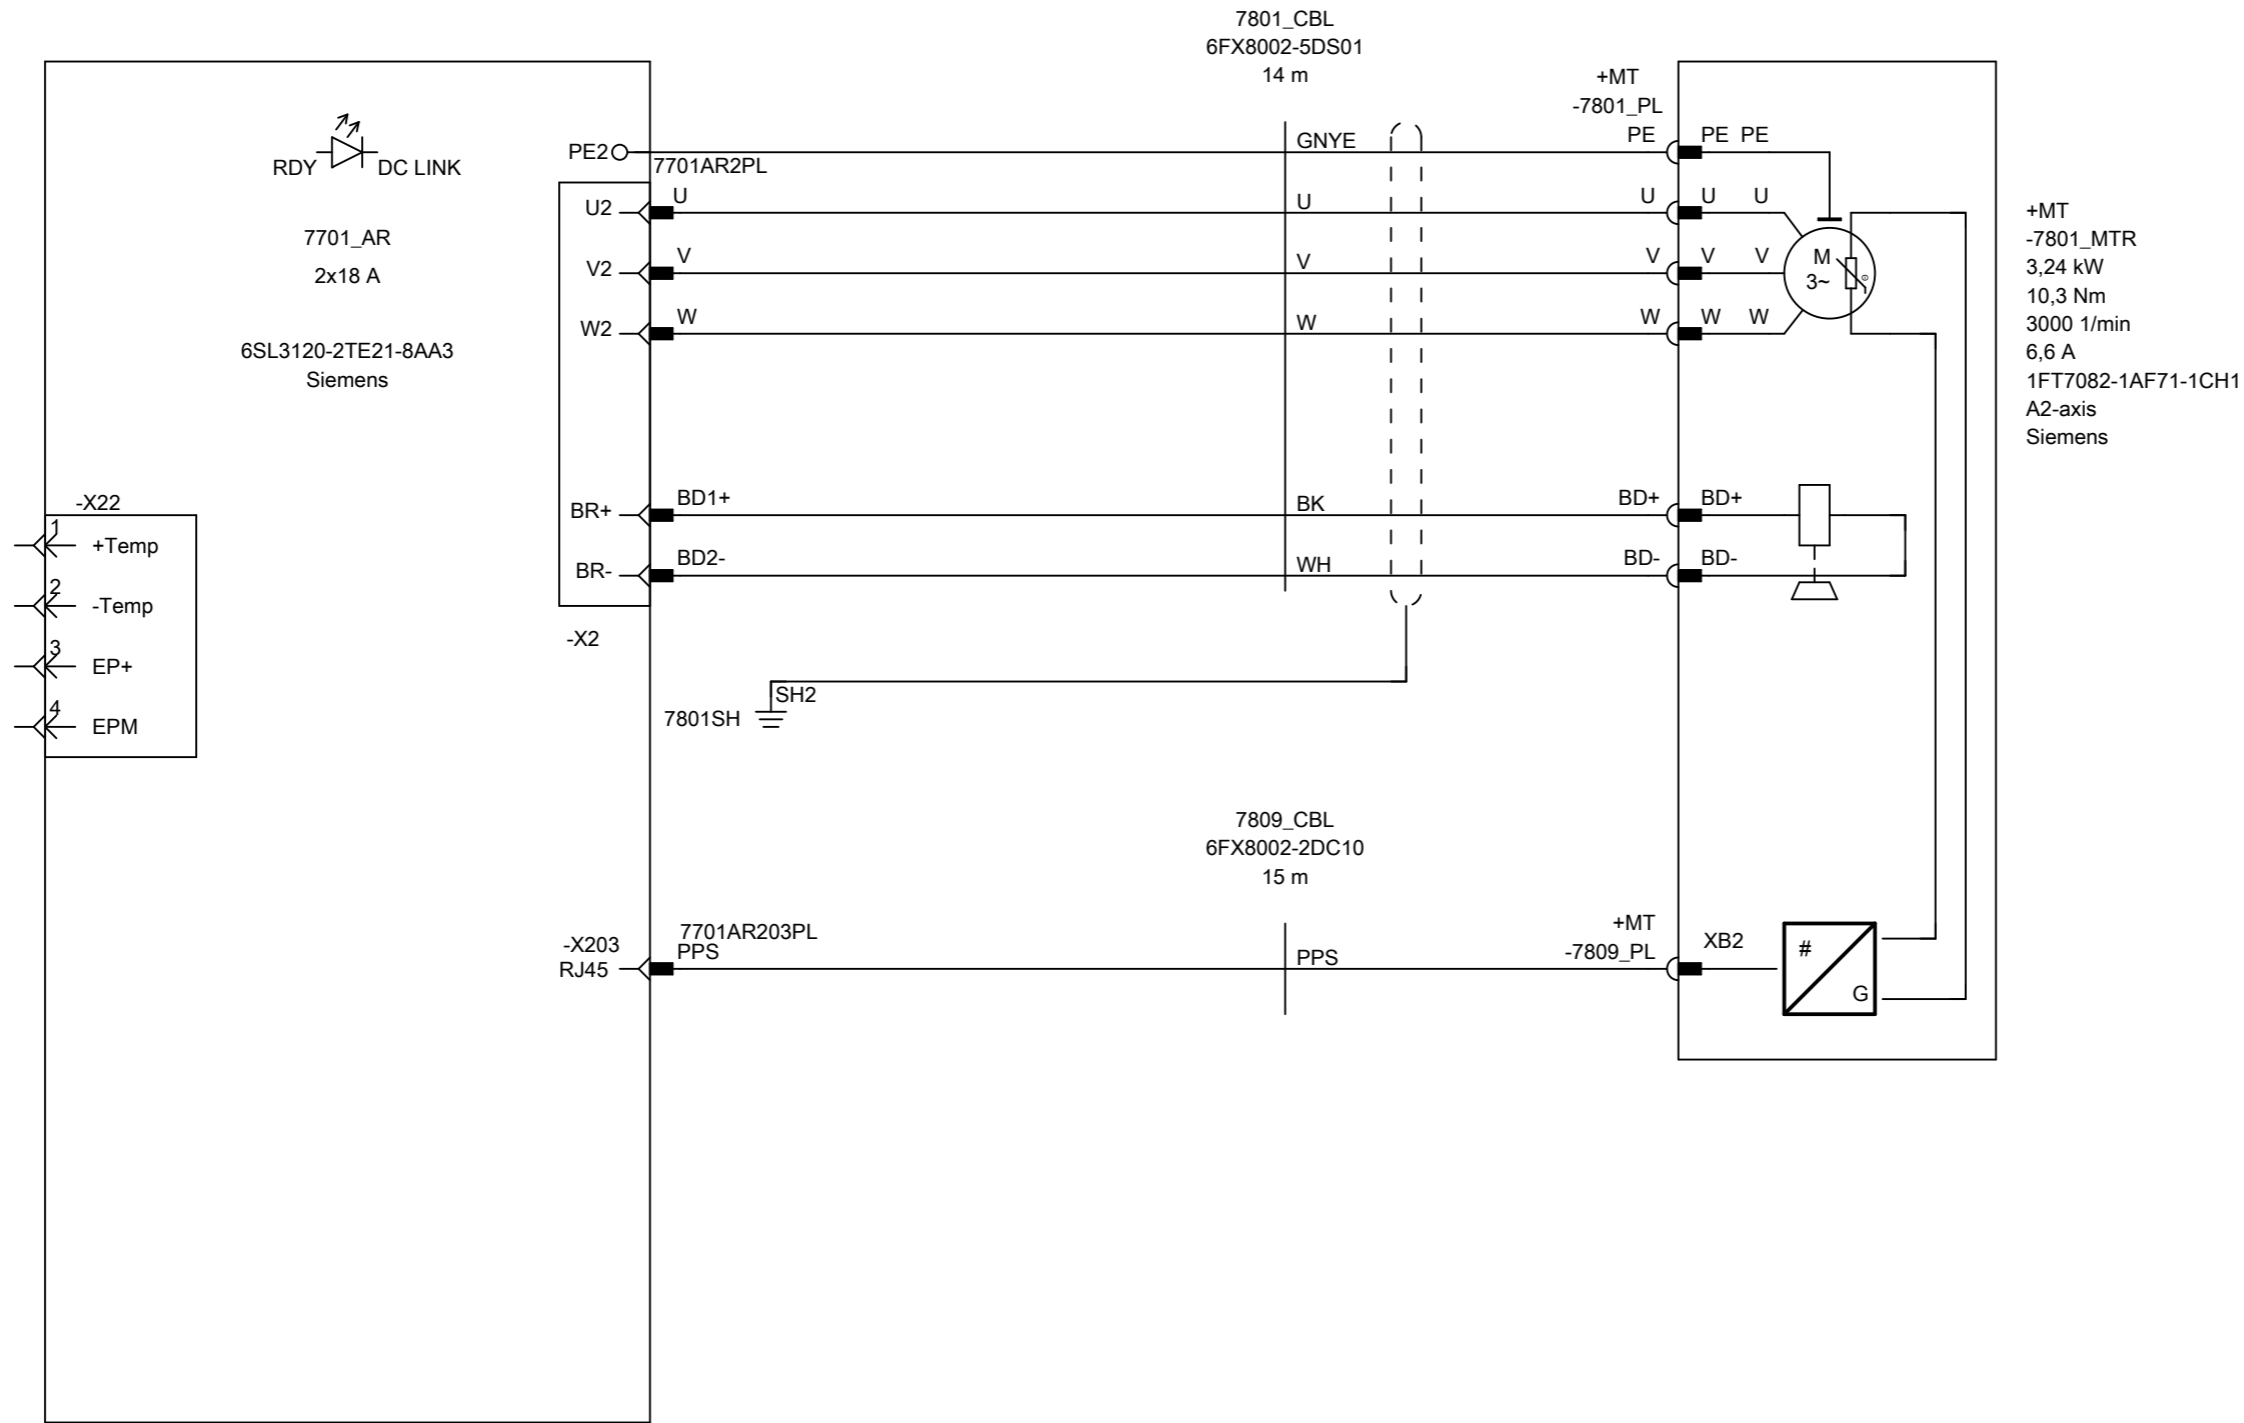 7801_CBL
6FX8002-5DS01
14 m
+MT
-7801_PL
RDY
DC LINK
PE2
7701AR2PL
GNYE
PE
PE
PE
U2
U
U
U
U
U
7701_AR
2x18 A
V2
V
V
V
V
V
M
3~
W2
W
W
W
W
W
6SL3120-2TE21-8AA3
Siemens
+MT
-7801_MTR
3,24 kW
10,3 Nm
3000 1/min
6,6 A
1FT7082-1AF71-1CH1
A2-axis
Siemens
-X22
1
+Temp
2
-Temp
3
EP+
4
EPM
BR+
BD1+
BK
BD+
BD+
BR-
BD2-
WH
BD-
BD-
-X2
SH2
7801SH
7809_CBL
6FX8002-2DC10
15 m
-X203
RJ45
7701AR203PL
PPS
PPS
+MT
-7809_PL
XB2
#
G